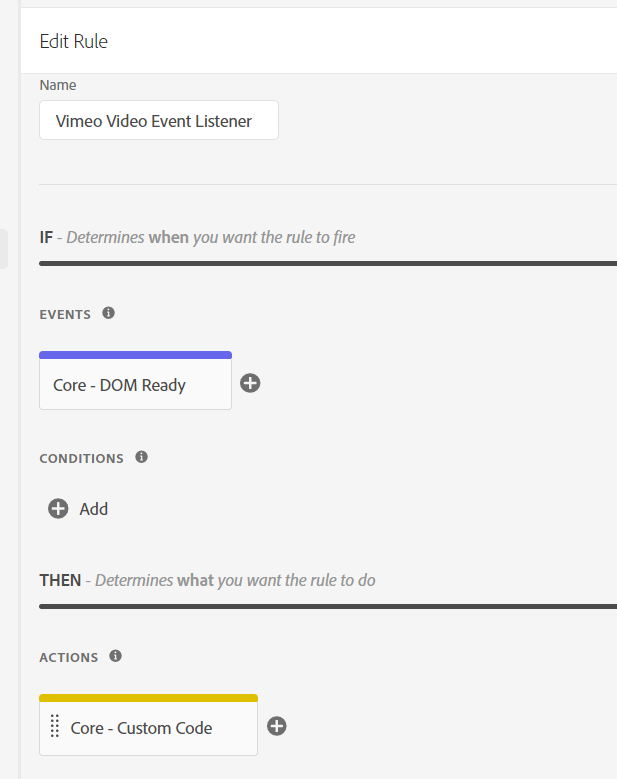 Edit Rule
Name
Vimeo Video Event Listener
IF - Determines when you want the rule to fire
EVENTS
Core - DOM Ready
CONDITIONS
Add
THEN - Determines what you want the rule to do
ACTIONS
Core - Custom Code